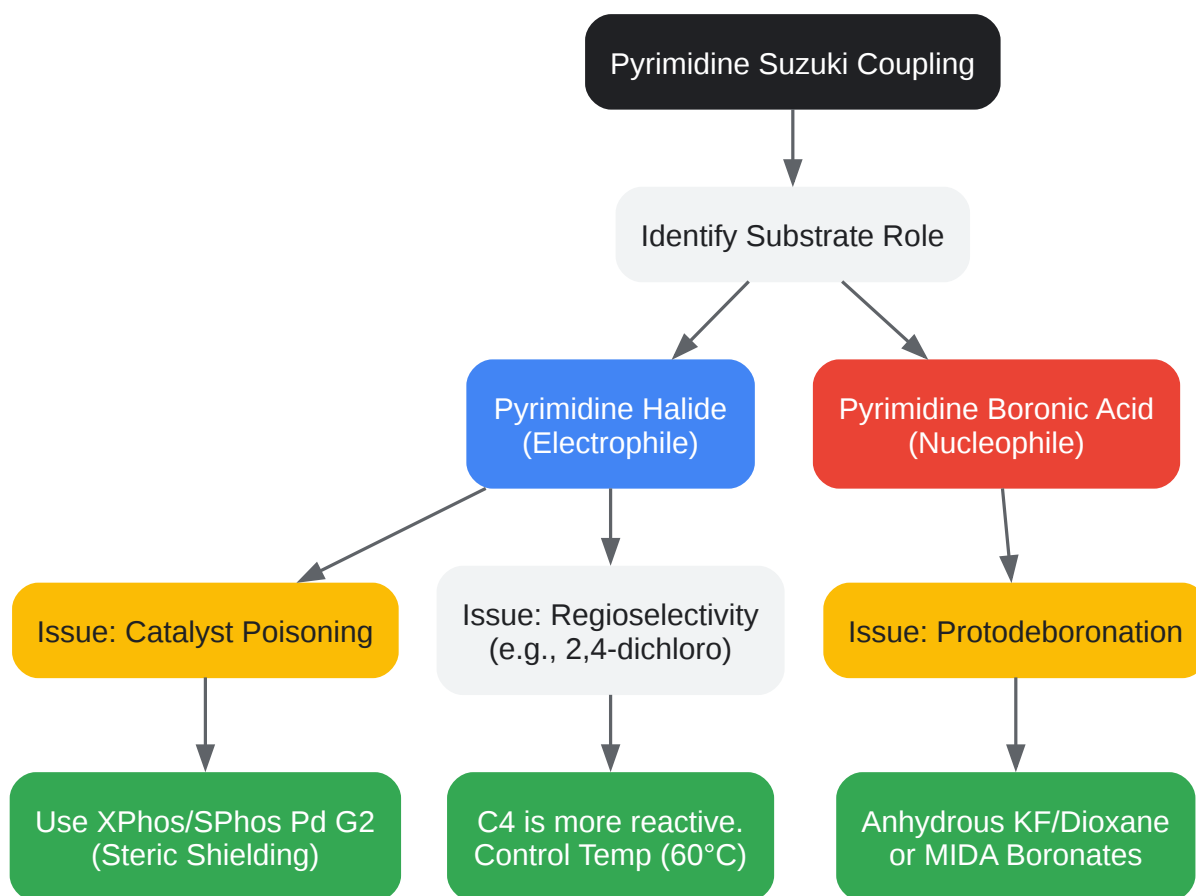 Pyrimidine Suzuki Coupling
Identify Substrate Role
Pyrimidine Halide
(Electrophile)
Pyrimidine Boronic Acid
(Nucleophile)
Issue: Catalyst Poisoning
Issue: Regioselectivity
(e.g., 2,4-dichloro)
Issue: Protodeboronation
Use XPhos/SPhos Pd G2
(Steric Shielding)
C4 is more reactive.
Control Temp (60°C)
Anhydrous KF/Dioxane
or MIDA Boronates